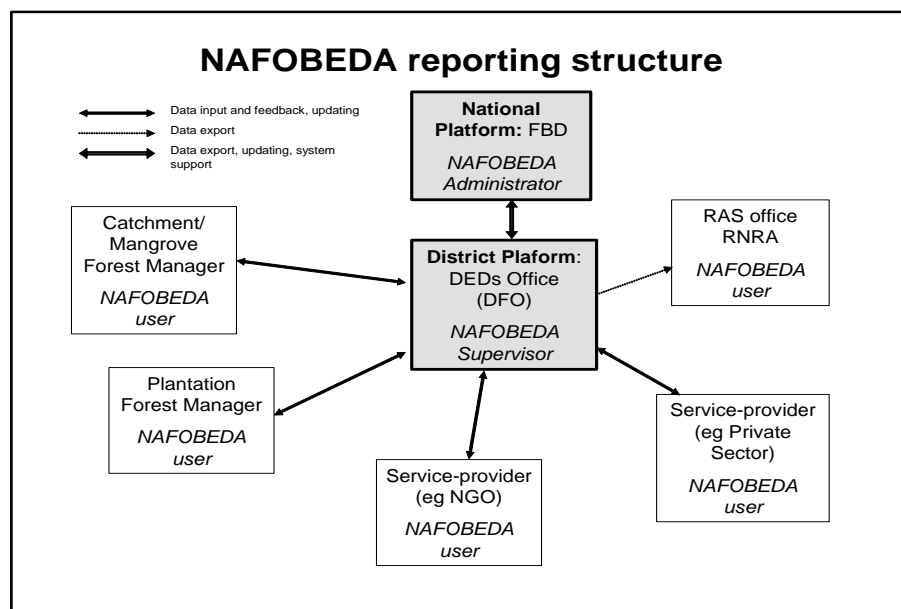 NAFOBEDA reporting structure
Data input and feedback, updating
Data export
Data export, updating, system
support
National
Platform: FBD
NAFOBEDA
Administrator
Catchment/
Mangrove
Forest Manager
NAFOBEDA
user
District Plaform:
DEDs Office
(DFO)
NAFOBEDA
Supervisor
RAS office
RNRA
NAFOBEDA
user
Plantation
Forest Manager
NAFOBEDA
user
Service-provider
(eg NGO)
NAFOBEDA
user
Service-provider
(eg Private
Sector)
NAFOBEDA
user